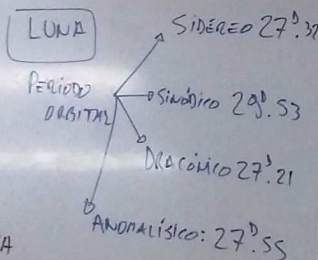 LUNA
PERÍODO
ORBITAL
SIDÉREO 27ᴰ.32
SINÓDICO 29ᴰ.53
DRACÓNICO 27ᴰ.21
ANOMALÍSICO: 27ᴰ.55